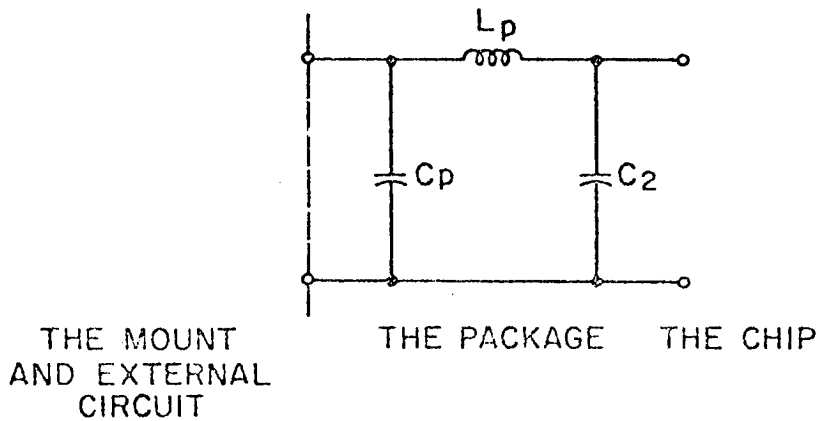 Lp
Cp
C2
THE MOUNT
AND EXTERNAL
CIRCUIT
THE PACKAGE
THE CHIP